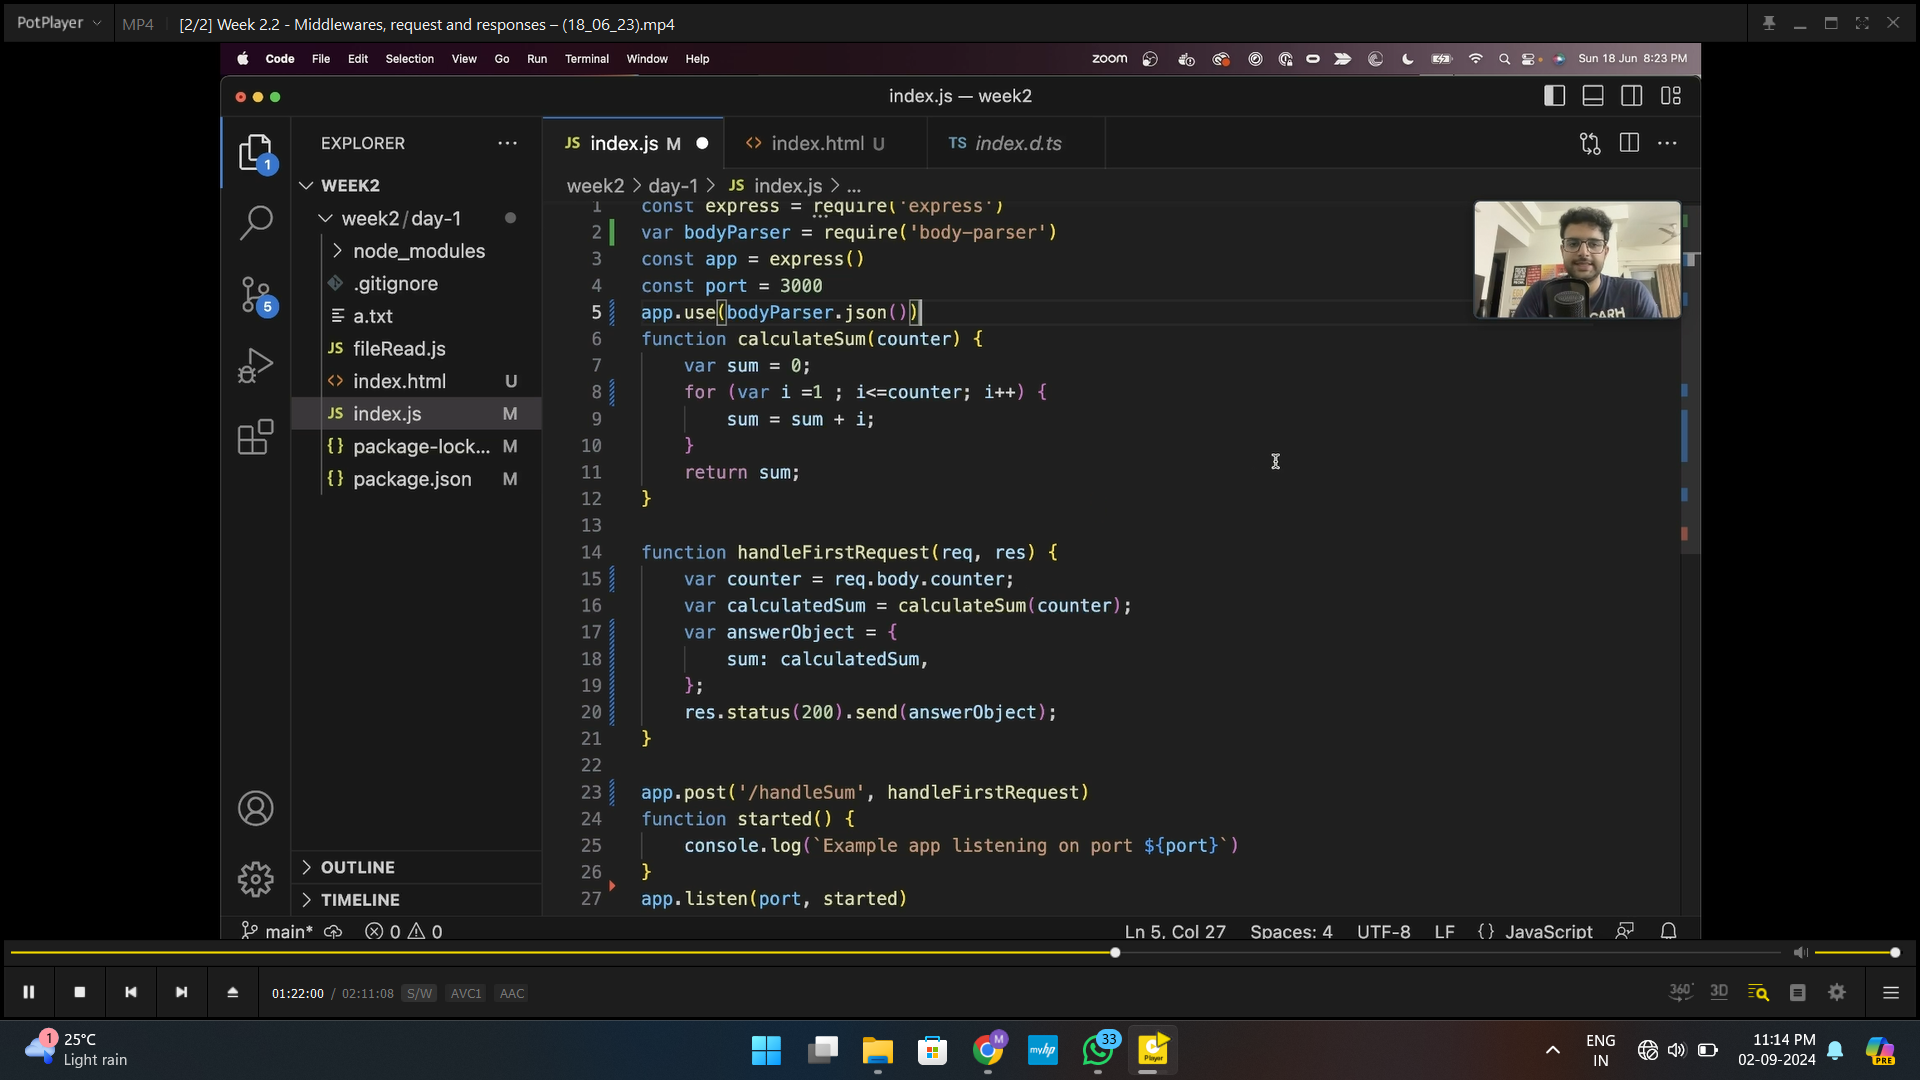 PotPlayer MP4 [2/2] Week 2.2 - Middlewares, request and responses – (18_06_23).mp4
Code File Edit Selection View Go Run Terminal Window Help zoom Sun 18 Jun 8:23 PM
index.js — week2
EXPLORER
WEEK2
week2/day-1
node_modules
.gitignore
a.txt
JS fileRead.js
<> index.html U
JS index.js M
{} package-lock... M
{} package.json M
OUTLINE
TIMELINE
1
5
JS index.js M <> index.html U TS index.d.ts
week2 > day-1 > JS index.js > ...
1 const express = require('express')
2 var bodyParser = require('body-parser')
3 const app = express()
4 const port = 3000
5 app.use(bodyParser.json())
6 function calculateSum(counter) {
7 var sum = 0;
8 for (var i =1 ; i<=counter; i++) {
9 sum = sum + i;
10 }
11 return sum;
12 }
13
14 function handleFirstRequest(req, res) {
15 var counter = req.body.counter;
16 var calculatedSum = calculateSum(counter);
17 var answerObject = {
18 sum: calculatedSum,
19 };
20 res.status(200).send(answerObject);
21 }
22
23 app.post('/handleSum', handleFirstRequest)
24 function started() {
25 console.log(`Example app listening on port ${port}`)
26 }
27 app.listen(port, started)
main* 0 0 Ln 5, Col 27 Spaces: 4 UTF-8 LF {} JavaScript
01:22:00 / 02:11:08 S/W AVC1 AAC 360° 3D
1 25°C
Light rain
M
myhp
33
Player
ENG
IN
11:14 PM
02-09-2024
PRE